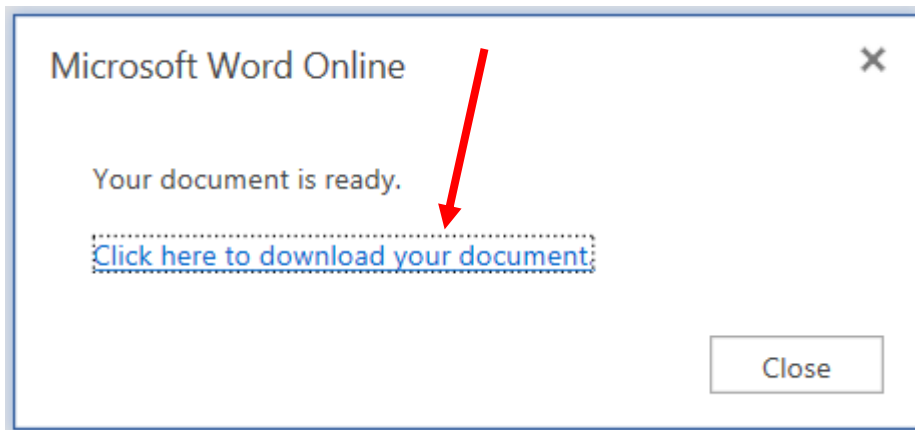 Microsoft Word Online
Your document is ready.
Click here to download your document.
Close